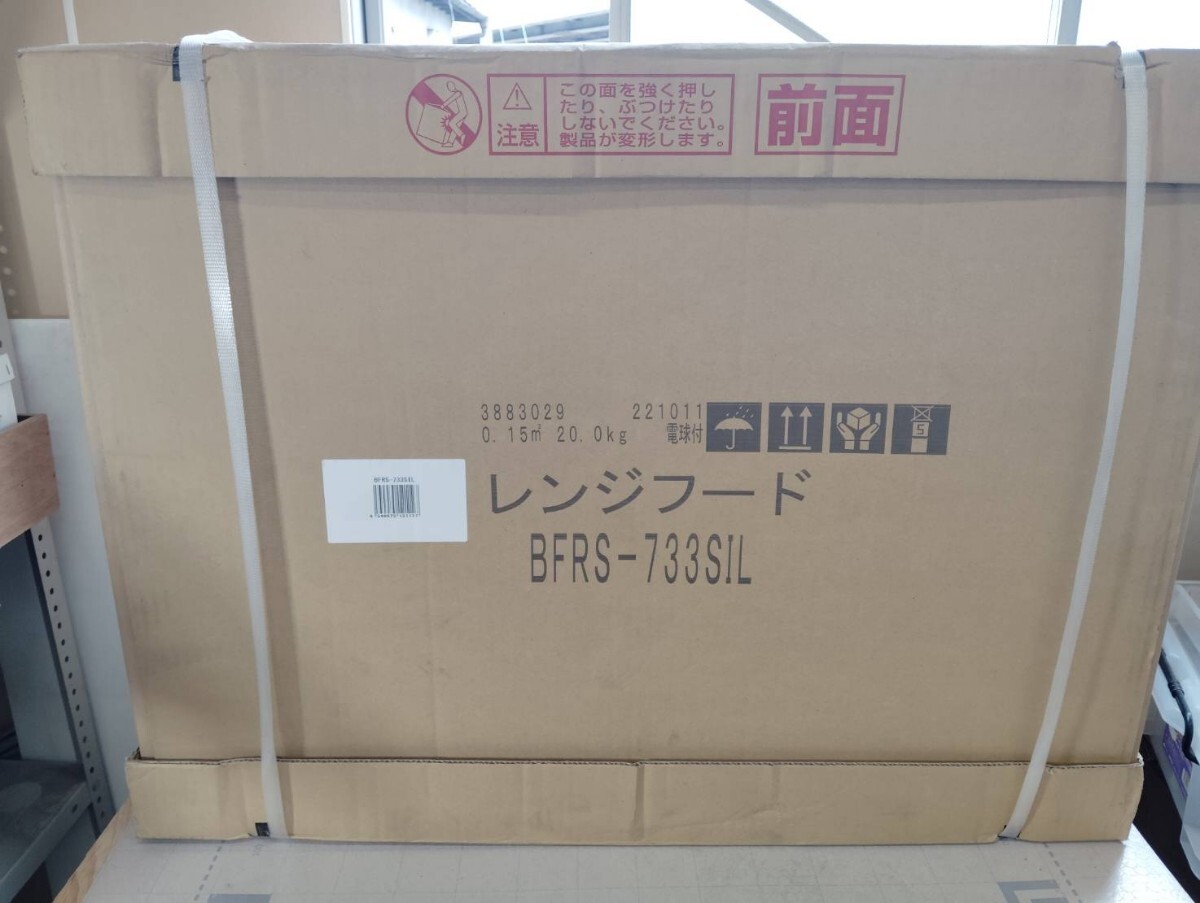 注意
この面を強く押し
たり、ぶつけたり
しないでください。
製品が変形します。
前面
3883029 221011
0.15㎥ 20.0kg 電球付
5
レンジフード
BFRS-733SIL
BFRS-733SIL